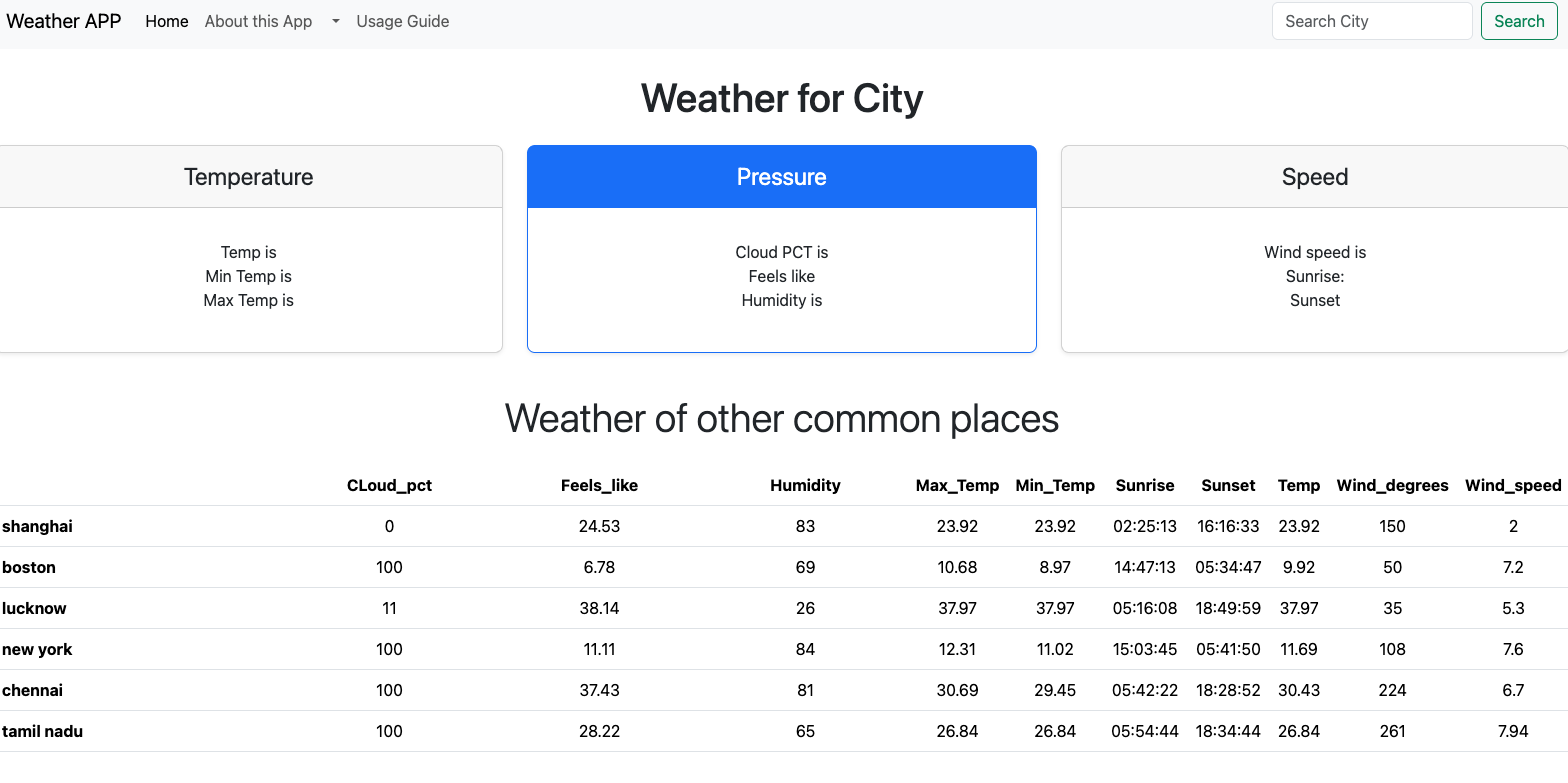 Weather APP Home About this App Usage Guide Search City Search
Weather for City
Temperature
Temp is
Min Temp is
Max Temp is
Pressure
Cloud PCT is
Feels like
Humidity is
Speed
Wind speed is
Sunrise:
Sunset
Weather of other common places
CLoud_pct Feels_like Humidity Max_Temp Min_Temp Sunrise Sunset Temp Wind_degrees Wind_speed
shanghai 0 24.53 83 23.92 23.92 02:25:13 16:16:33 23.92 150 2
boston 100 6.78 69 10.68 8.97 14:47:13 05:34:47 9.92 50 7.2
lucknow 11 38.14 26 37.97 37.97 05:16:08 18:49:59 37.97 35 5.3
new york 100 11.11 84 12.31 11.02 15:03:45 05:41:50 11.69 108 7.6
chennai 100 37.43 81 30.69 29.45 05:42:22 18:28:52 30.43 224 6.7
tamil nadu 100 28.22 65 26.84 26.84 05:54:44 18:34:44 26.84 261 7.94